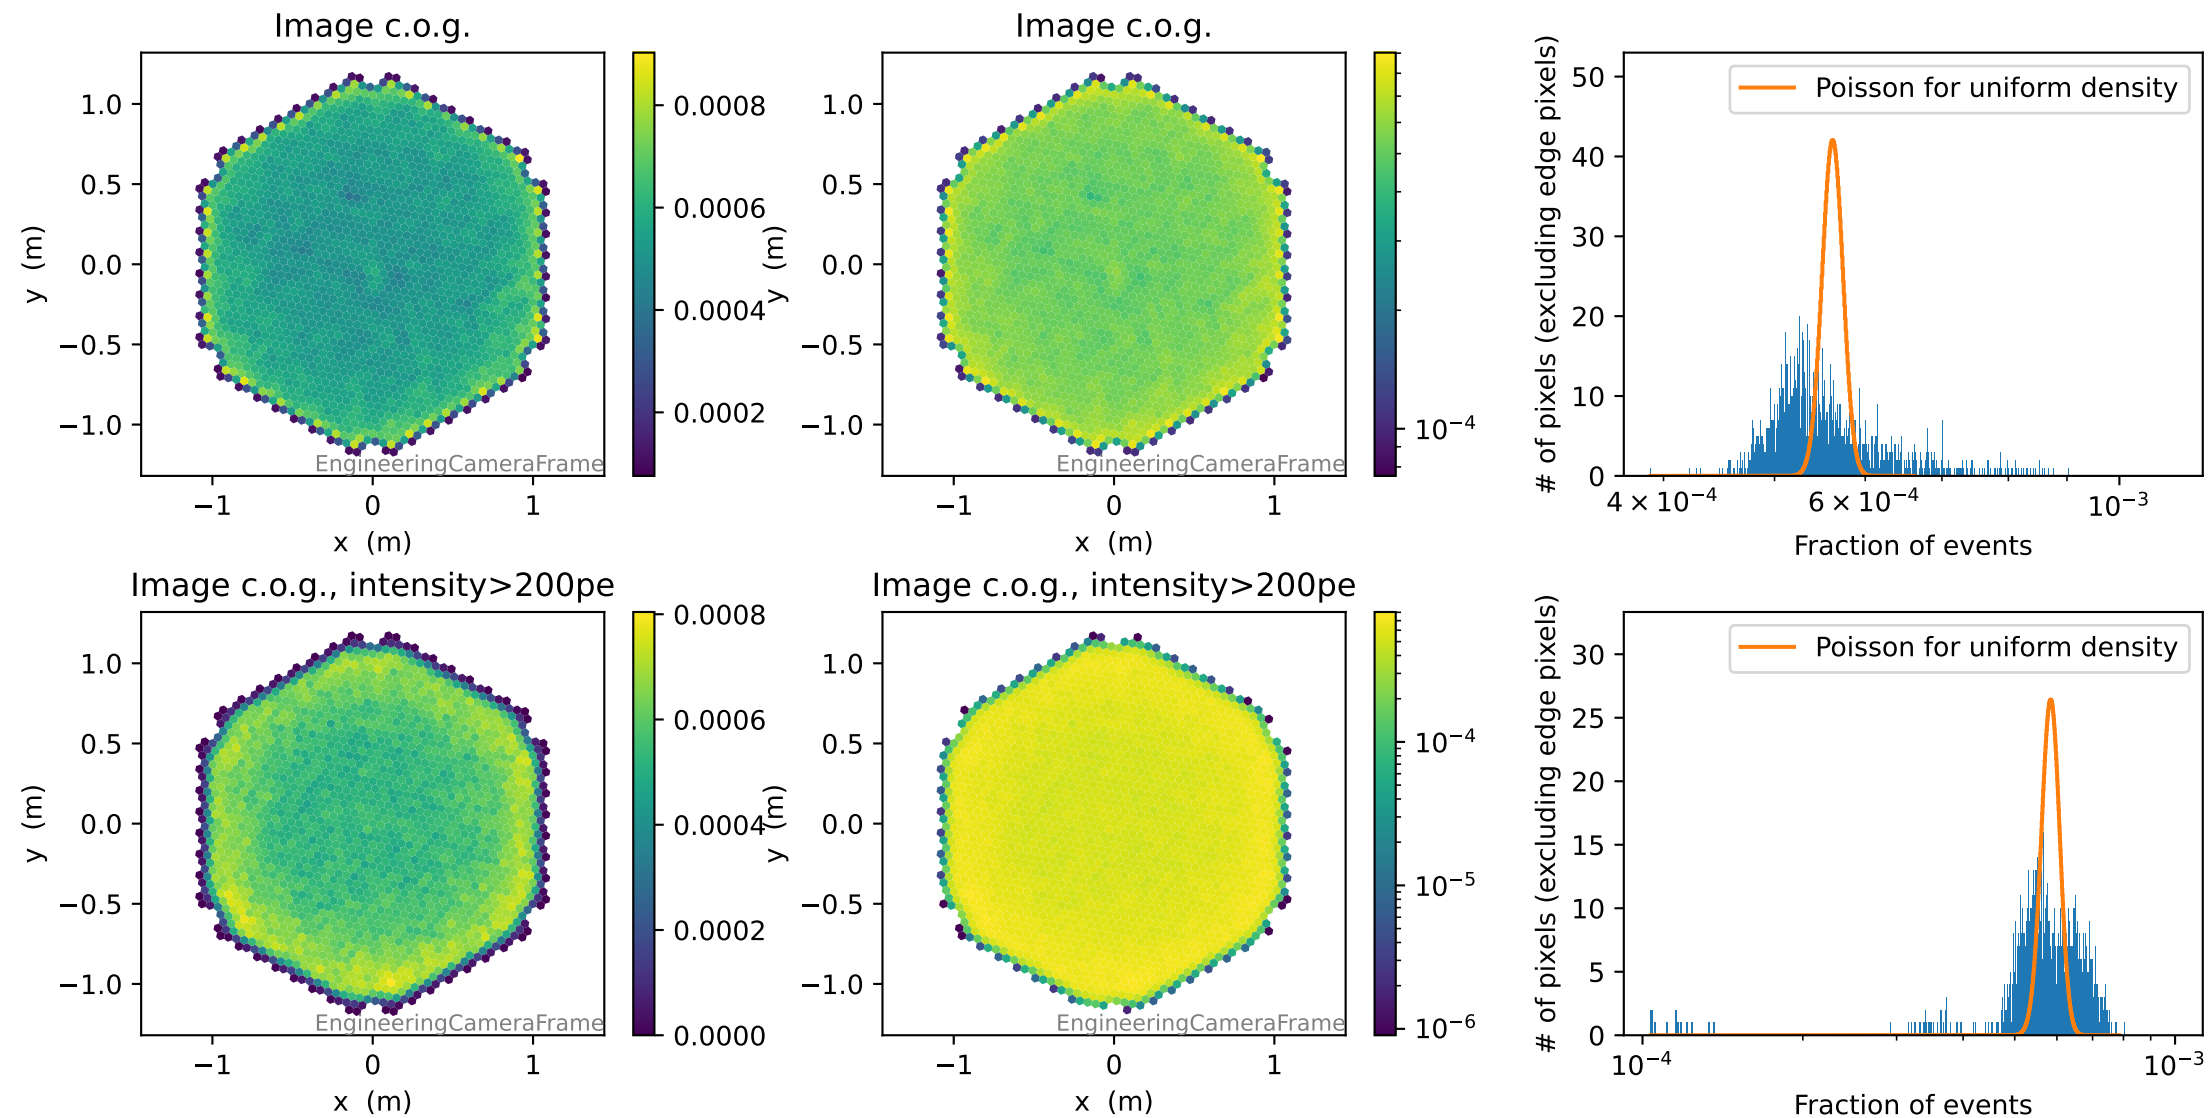 Image c.o.g.
1.0
0.5
0.0
−0.5
−1.0
y (m)
−1
0
1
x (m)
EngineeringCameraFrame
0.0008
0.0006
0.0004
0.0002
Image c.o.g.
1.0
0.5
0.0
−0.5
−1.0
y (m)
−1
0
1
x (m)
EngineeringCameraFrame
10⁻⁴
# of pixels (excluding edge pixels)
50
40
30
20
10
0
Poisson for uniform density
4 × 10⁻⁴
6 × 10⁻⁴
10⁻³
Fraction of events
Image c.o.g., intensity>200pe
1.0
0.5
0.0
−0.5
−1.0
y (m)
−1
0
1
x (m)
EngineeringCameraFrame
0.0008
0.0006
0.0004
0.0002
0.0000
Image c.o.g., intensity>200pe
1.0
0.5
0.0
−0.5
−1.0
y (m)
−1
0
1
x (m)
EngineeringCameraFrame
10⁻⁴
10⁻⁵
10⁻⁶
# of pixels (excluding edge pixels)
30
25
20
15
10
5
0
Poisson for uniform density
10⁻⁴
10⁻³
Fraction of events